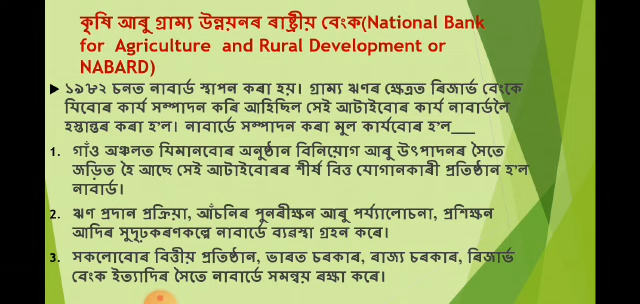 কৃষি আৰু গ্ৰাম্য উন্নয়নৰ ৰাষ্ট্ৰীয় বেংক(National Bank
for Agriculture and Rural Development or
NABARD)
১৯৮২ চনত নাবাৰ্ড স্থাপন কৰা হয়। গ্ৰাম্য ঋণৰ ক্ষেত্ৰত ৰিজাৰ্ভ বেংকে
যিবোৰ কাৰ্য সম্পাদন কৰি আহিছিল সেই আটাইবোৰ কাৰ্য নাবাৰ্ডলৈ
হস্তান্তৰ কৰা হ'ল। নাবাৰ্ডে সম্পাদন কৰা মুল কাৰ্যবোৰ হ'ল___
1. গাঁও অঞ্চলত যিমানবোৰ অনুষ্ঠান বিনিয়োগ আৰু উৎপাদনৰ সৈতে
জড়িত হৈ আছে সেই আটাইবোৰৰ শীৰ্ষ বিত্ত যোগানকাৰী প্ৰতিষ্ঠান হ'ল
নাবাৰ্ড।
2. ঋণ প্ৰদান প্ৰক্ৰিয়া, আঁচনিৰ পুনৰীক্ষন আৰু পৰ্য্যালোচনা, প্ৰশিক্ষন
আদিৰ সুদৃঢ়কৰণকল্পে নাবাৰ্ডে ব্যৱস্থা গ্ৰহন কৰে।
3. সকলোবোৰ বিত্তীয় প্ৰতিষ্ঠান, ভাৰত চৰকাৰ, ৰাজ্য চৰকাৰ, ৰিজাৰ্ভ
বেংক ইত্যাদিৰ সৈতে নাবাৰ্ডে সমন্বয় ৰক্ষা কৰে।